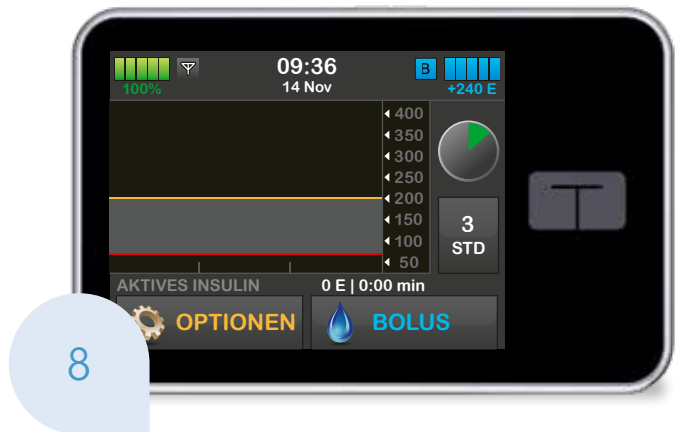 09:36
14 Nov
B
100%
+240 E
400
350
300
250
200
150
100
50
3
STD
AKTIVES INSULIN 0 E | 0:00 min
OPTIONEN
BOLUS
8